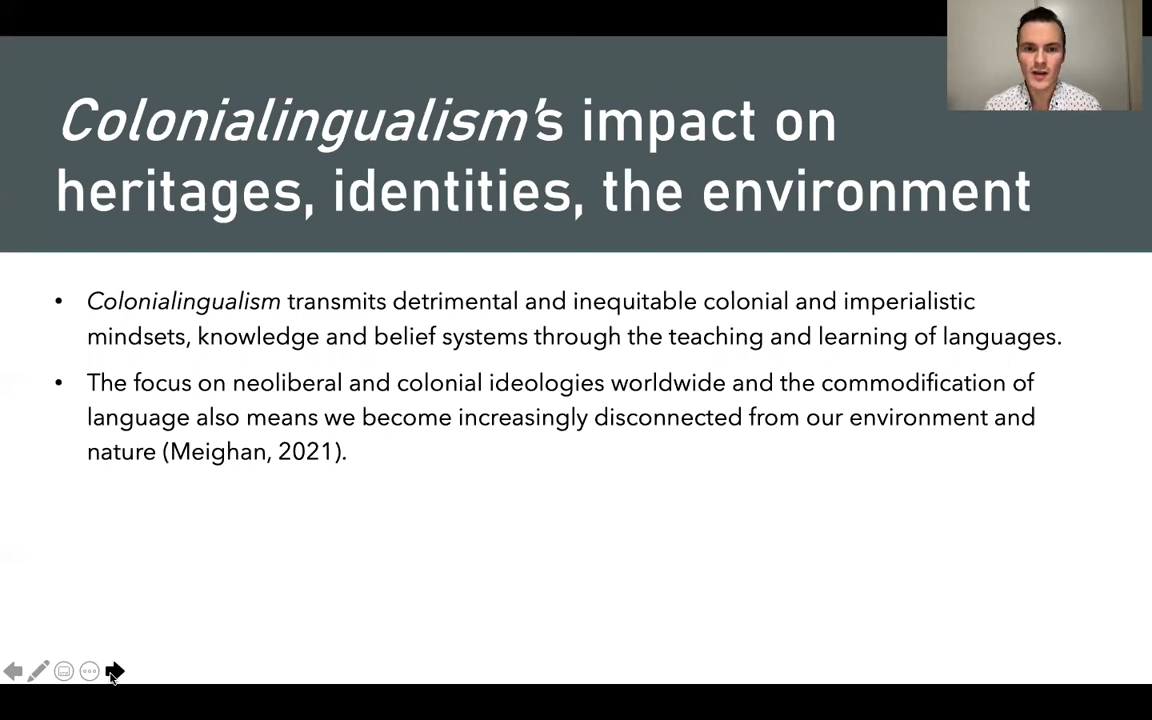 Colonialingualism's impact on
heritages, identities, the environment
• Colonialingualism transmits detrimental and inequitable colonial and imperialistic
mindsets, knowledge and belief systems through the teaching and learning of languages.
• The focus on neoliberal and colonial ideologies worldwide and the commodification of
language also means we become increasingly disconnected from our environment and
nature (Meighan, 2021).